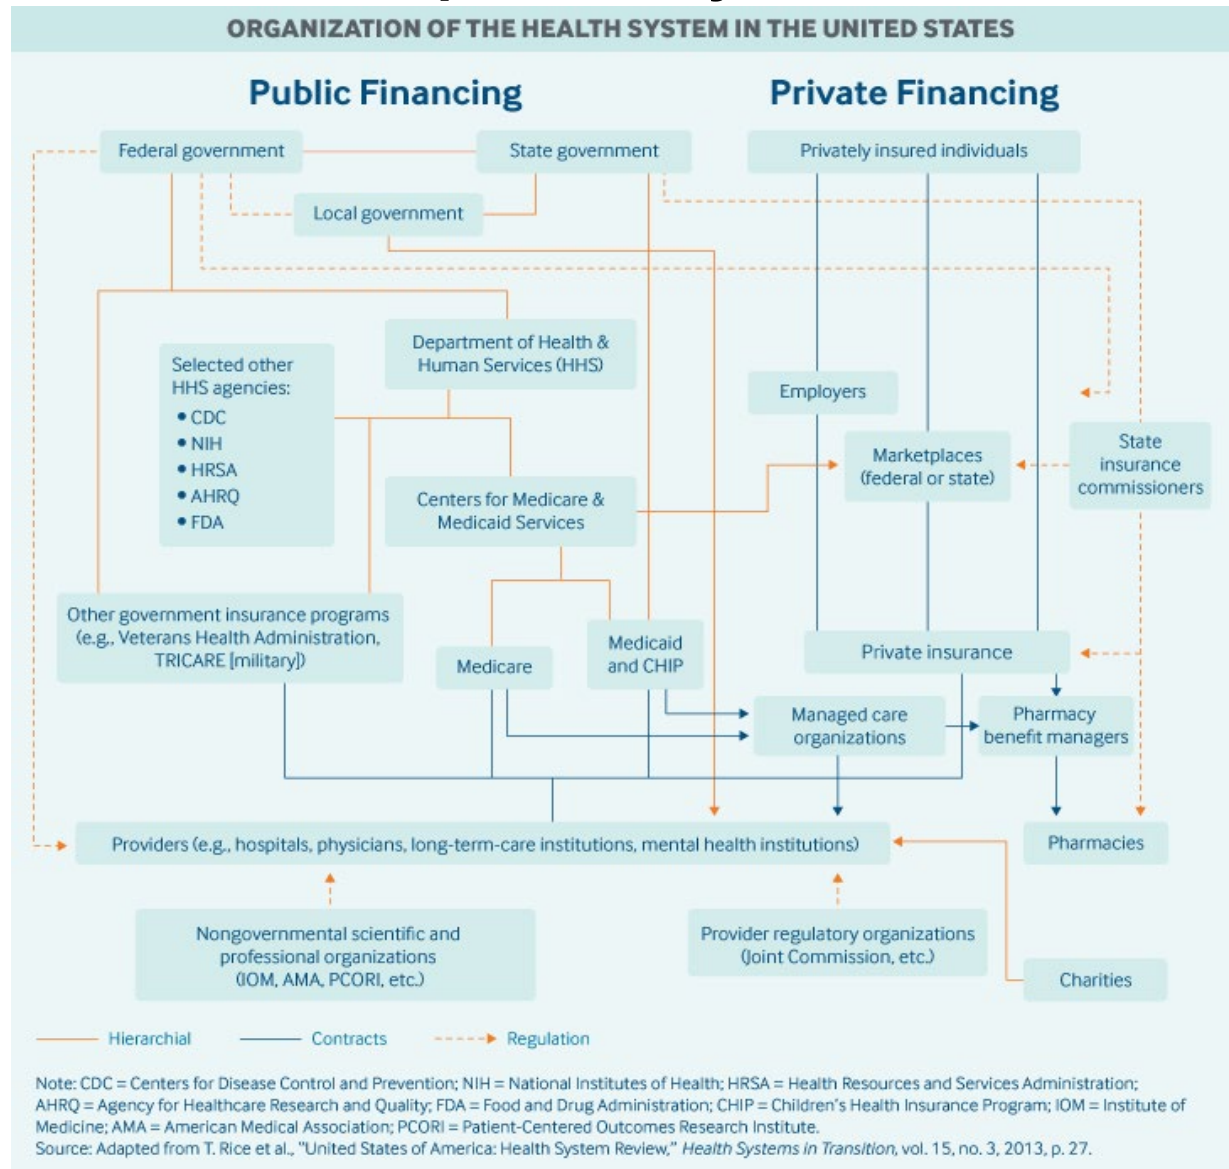 ORGANIZATION OF THE HEALTH SYSTEM IN THE UNITED STATES
Public Financing
Private Financing
Federal government
State government
Privately insured individuals
Local government
Department of Health &
Human Services (HHS)
Selected other
HHS agencies:
• CDC
• NIH
• HRSA
• AHRQ
• FDA
Employers
Marketplaces
(federal or state)
State
insurance
commissioners
Centers for Medicare &
Medicaid Services
Other government insurance programs
(e.g., Veterans Health Administration,
TRICARE [military])
Medicare
Medicaid
and CHIP
Private insurance
Managed care
organizations
Pharmacy
benefit managers
Providers (e.g., hospitals, physicians, long-term-care institutions, mental health institutions)
Pharmacies
Nongovernmental scientific and
professional organizations
(IOM, AMA, PCORI, etc.)
Provider regulatory organizations
(Joint Commission, etc.)
Charities
Hierarchial
Contracts
Regulation
Note: CDC = Centers for Disease Control and Prevention; NIH = National Institutes of Health; HRSA = Health Resources and Services Administration;
AHRQ = Agency for Healthcare Research and Quality; FDA = Food and Drug Administration; CHIP = Children's Health Insurance Program; IOM = Institute of
Medicine; AMA = American Medical Association; PCORI = Patient-Centered Outcomes Research Institute.
Source: Adapted from T. Rice et al., "United States of America: Health System Review," Health Systems in Transition, vol. 15, no. 3, 2013, p. 27.